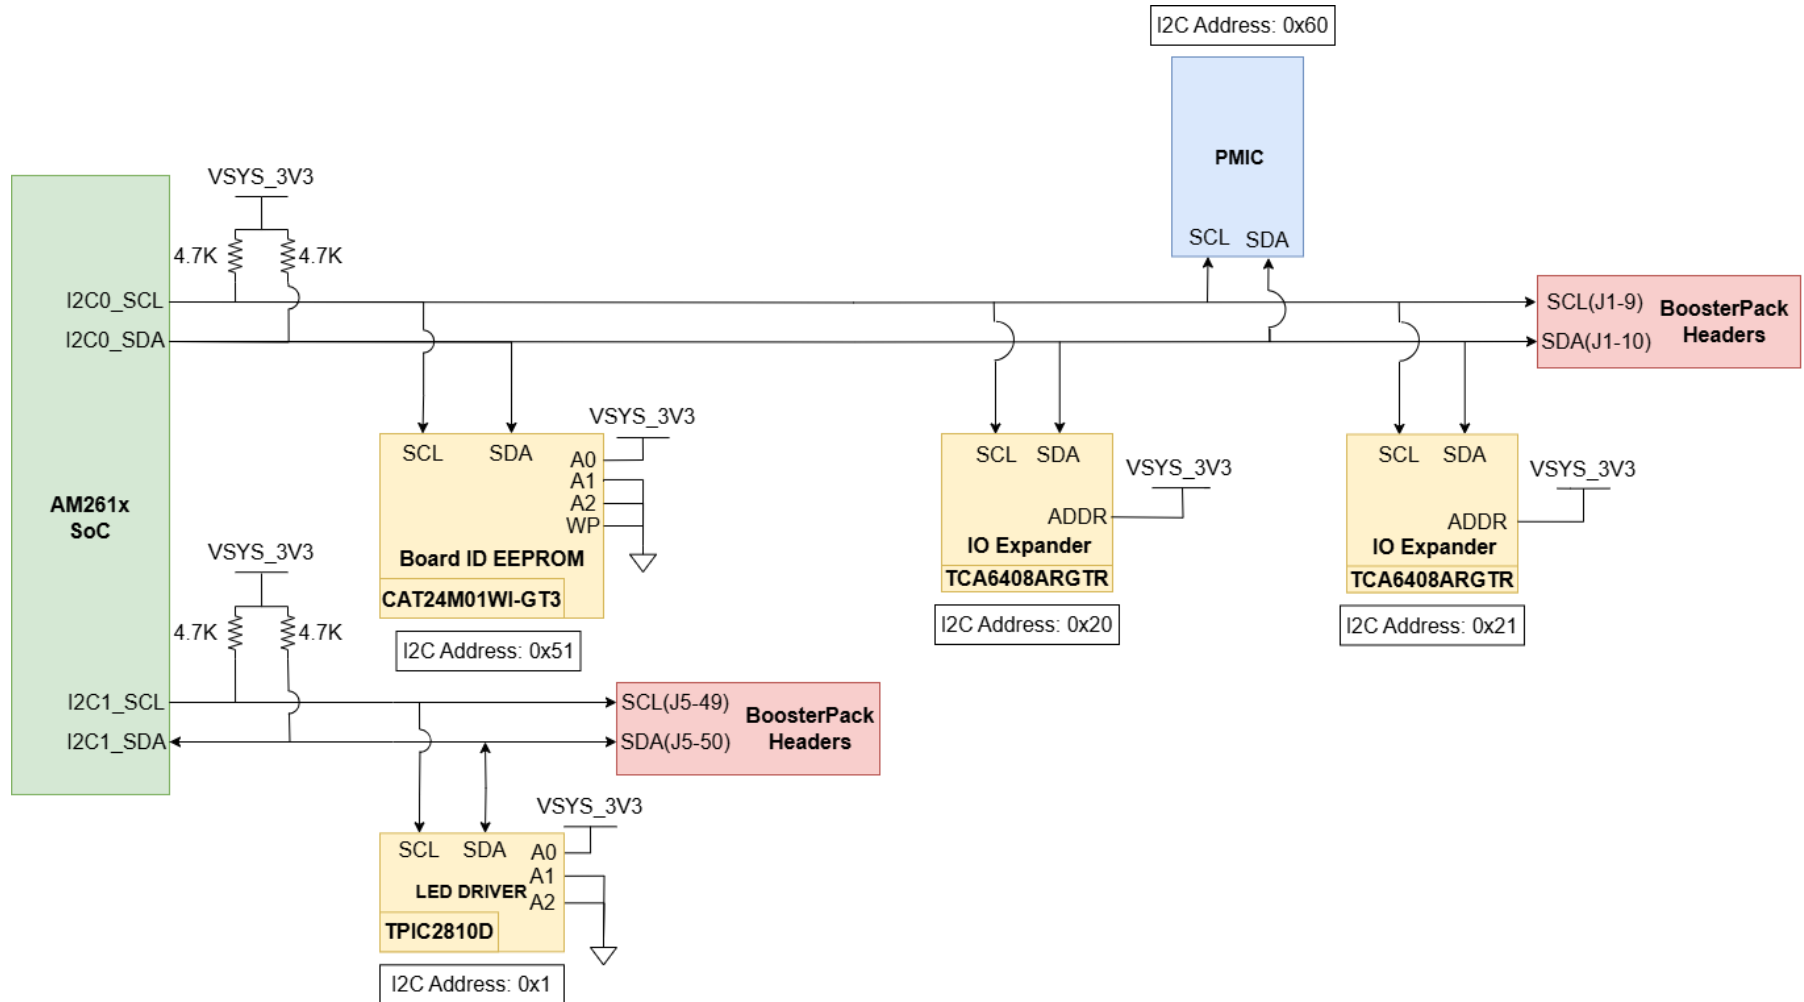 I2C Address: 0x60
PMIC
SCL
SDA
VSYS_3V3
4.7K
4.7K
I2C0_SCL
I2C0_SDA
SCL(J1-9)
SDA(J1-10)
BoosterPack
Headers
AM261x
SoC
SCL
SDA
VSYS_3V3
A0
A1
A2
WP
Board ID EEPROM
CAT24M01WI-GT3
I2C Address: 0x51
SCL
SDA
VSYS_3V3
ADDR
IO Expander
TCA6408ARGTR
I2C Address: 0x20
SCL
SDA
VSYS_3V3
ADDR
IO Expander
TCA6408ARGTR
I2C Address: 0x21
VSYS_3V3
4.7K
4.7K
I2C1_SCL
I2C1_SDA
SCL(J5-49)
SDA(J5-50)
BoosterPack
Headers
VSYS_3V3
SCL
SDA
A0
A1
A2
LED DRIVER
TPIC2810D
I2C Address: 0x1